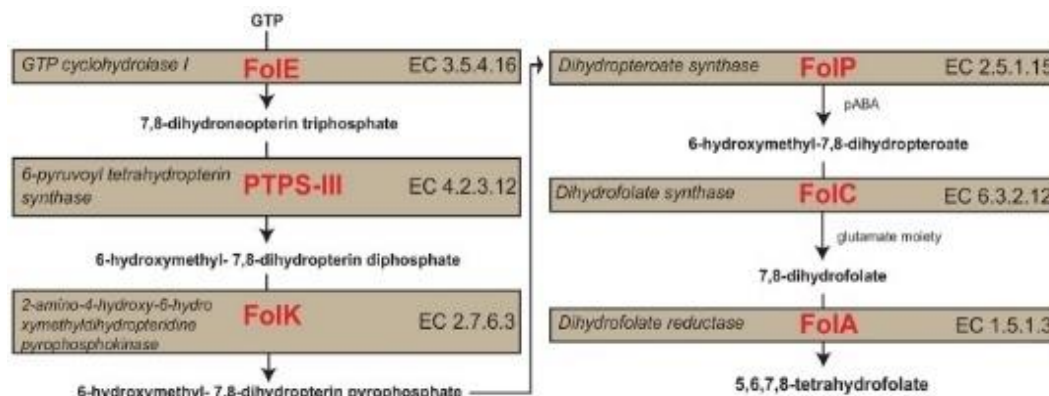 GTP
GTP cyclohydrolase I FolE EC 3.5.4.16
7,8-dihydroneopterin triphosphate
6-pyruvoyl tetrahydropterin
synthase
PTPS-III EC 4.2.3.12
6-hydroxymethyl- 7,8-dihydropterin diphosphate
2-amino-4-hydroxy-6-hydro
xymethyldihydropteridine
pyrophosphokinase
FolK EC 2.7.6.3
6-hydroxymethyl- 7,8-dihydropterin pyrophosphate
Dihydropteroate synthase FolP EC 2.5.1.15
pABA
6-hydroxymethyl-7,8-dihydropteroate
Dihydrofolate synthase FolC EC 6.3.2.12
glutamate moiety
7,8-dihydrofolate
Dihydrofolate reductase FolA EC 1.5.1.3
5,6,7,8-tetrahydrofolate